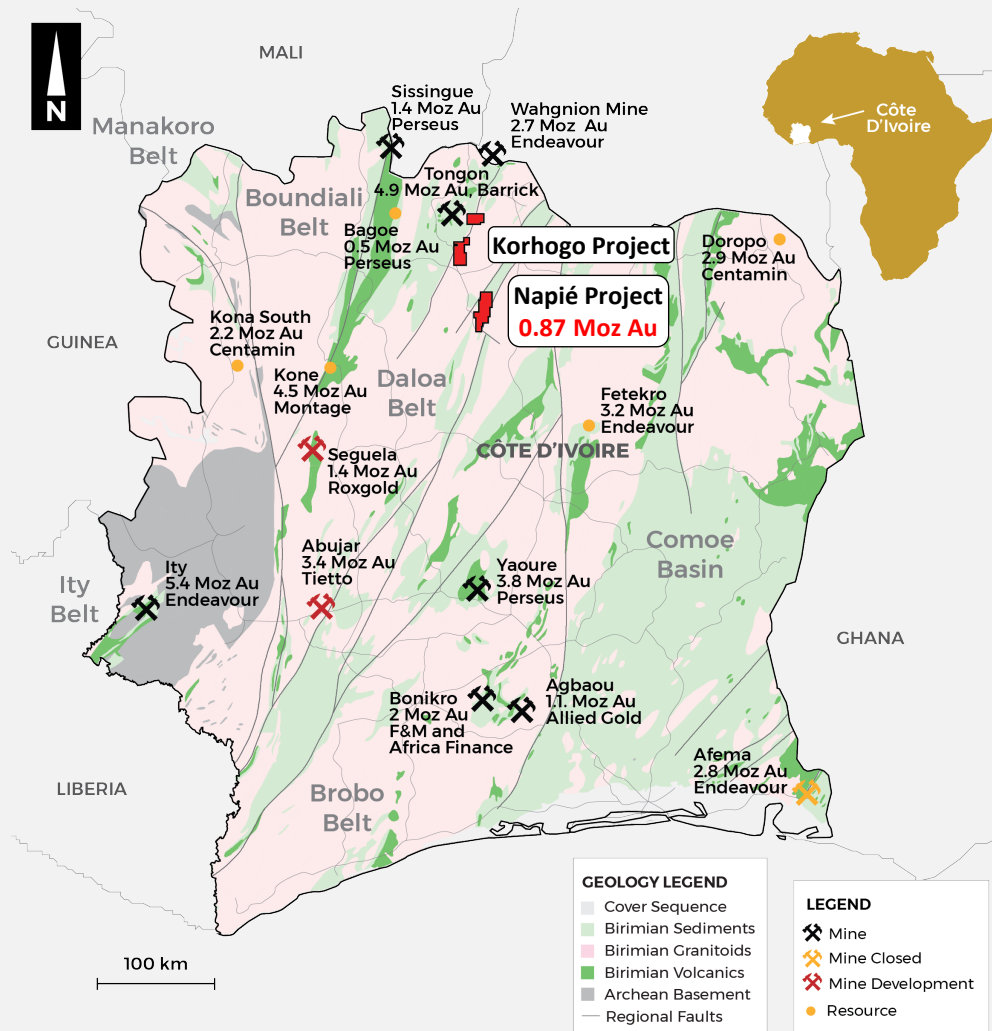 MALI
N
Manakoro
Belt
Sissingue
1.4 Moz Au
Perseus
Wahgnion Mine
2.7 Moz Au
Endeavour
Côte
D'Ivoire
Tongon
4.9 Moz Au, Barrick
Boundiali
Belt
Bagoe
0.5 Moz Au
Perseus
Korhogo Project
Doropo
2.9 Moz Au
Centamin
Napié Project
0.87 Moz Au
GUINEA
Kona South
2.2 Moz Au
Centamin
Kone
4.5 Moz Au
Montage
Daloa
Belt
Fetekro
3.2 Moz Au
Endeavour
CÔTE D'IVOIRE
Seguela
1.4 Moz Au
Roxgold
Comoe
Basin
Abujar
3.4 Moz Au
Tietto
Yaoure
3.8 Moz Au
Perseus
Ity
Belt
Ity
5.4 Moz Au
Endeavour
GHANA
Bonikro
2 Moz Au
F&M and
Africa Finance
Agbaou
1.1. Moz Au
Allied Gold
Afema
2.8 Moz Au
Endeavour
LIBERIA
Brobo
Belt
100 km
GEOLOGY LEGEND
Cover Sequence
Birimian Sediments
Birimian Granitoids
Birimian Volcanics
Archean Basement
Regional Faults
LEGEND
Mine
Mine Closed
Mine Development
Resource